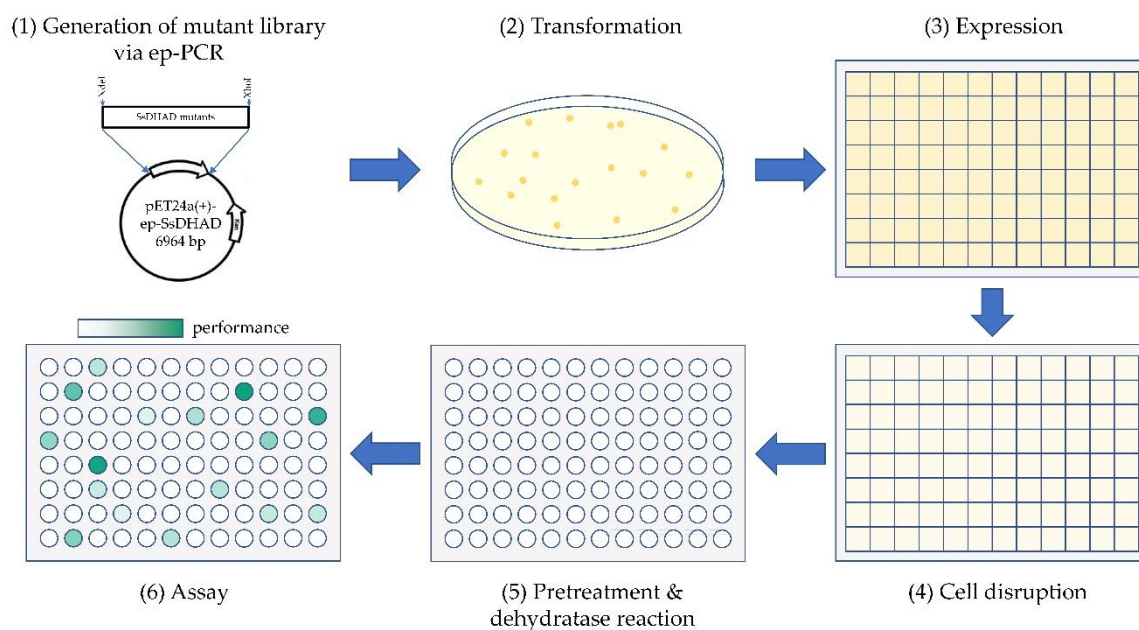 (1) Generation of mutant library
via ep-PCR
(2) Transformation
(3) Expression
NdeI
XhoI
SsDHAD mutants
pET24a(+)-
ep-SsDHAD
6964 bp
Kan
performance
(6) Assay
(5) Pretreatment &
dehydratase reaction
(4) Cell disruption